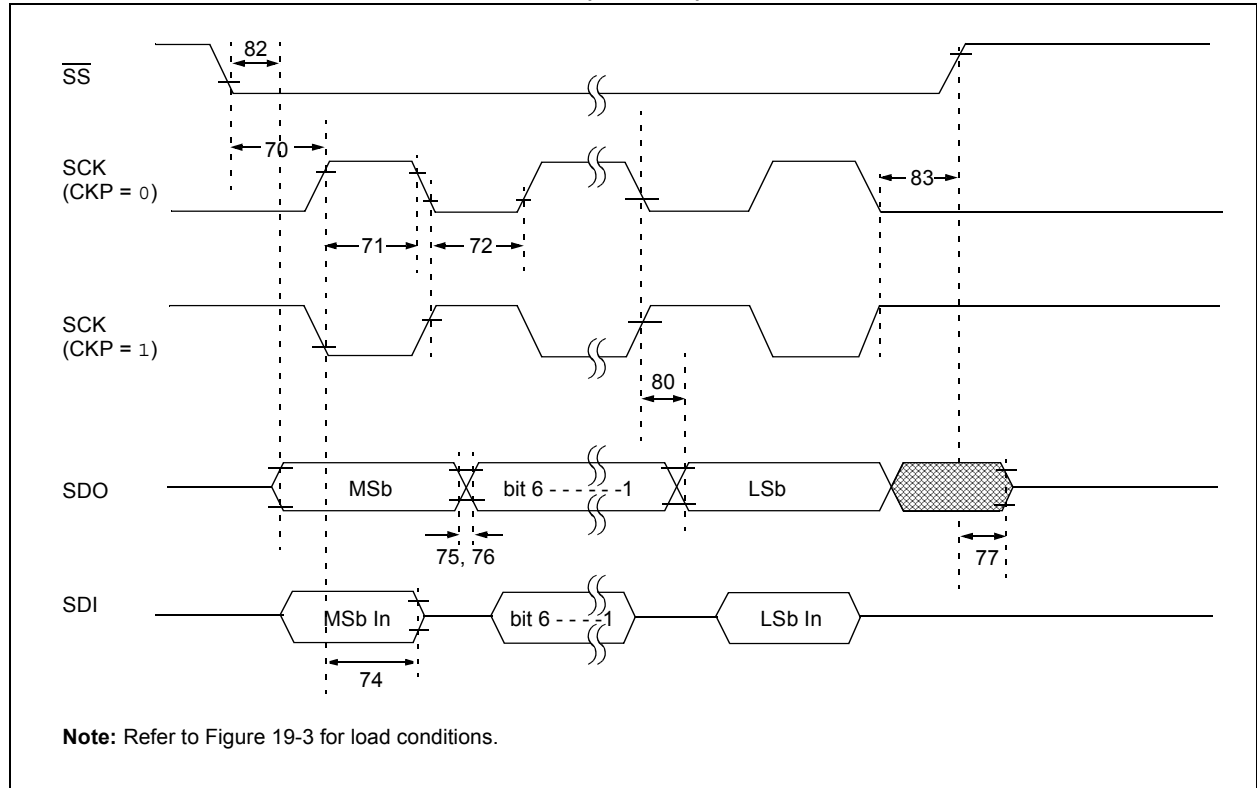 82
SS
70
SCK
(CKP = 0)
83
71
72
SCK
(CKP = 1)
80
SDO
MSb
bit 6 - - - - - -1
LSb
75, 76
77
SDI
MSb In
bit 6 - - - -1
LSb In
74
Note: Refer to Figure 19-3 for load conditions.